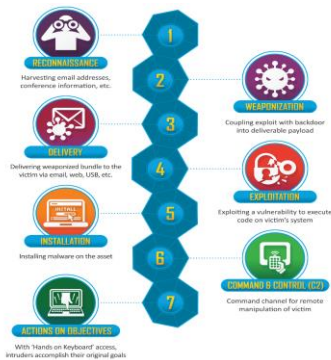 1
RECONNAISSANCE
Harvesting email addresses,
conference information, etc.
2
WEAPONIZATION
Coupling exploit with backdoor
into deliverable payload
3
DELIVERY
Delivering weaponized bundle to the
victim via email, web, USB, etc.
4
EXPLOITATION
Exploiting a vulnerability to execute
code on victim's system
5
INSTALL
INSTALLATION
Installing malware on the asset
6
COMMAND & CONTROL (C2)
Command channel for remote
manipulation of victim
7
ACTIONS ON OBJECTIVES
With 'Hands on Keyboard' access,
intruders accomplish their original goals